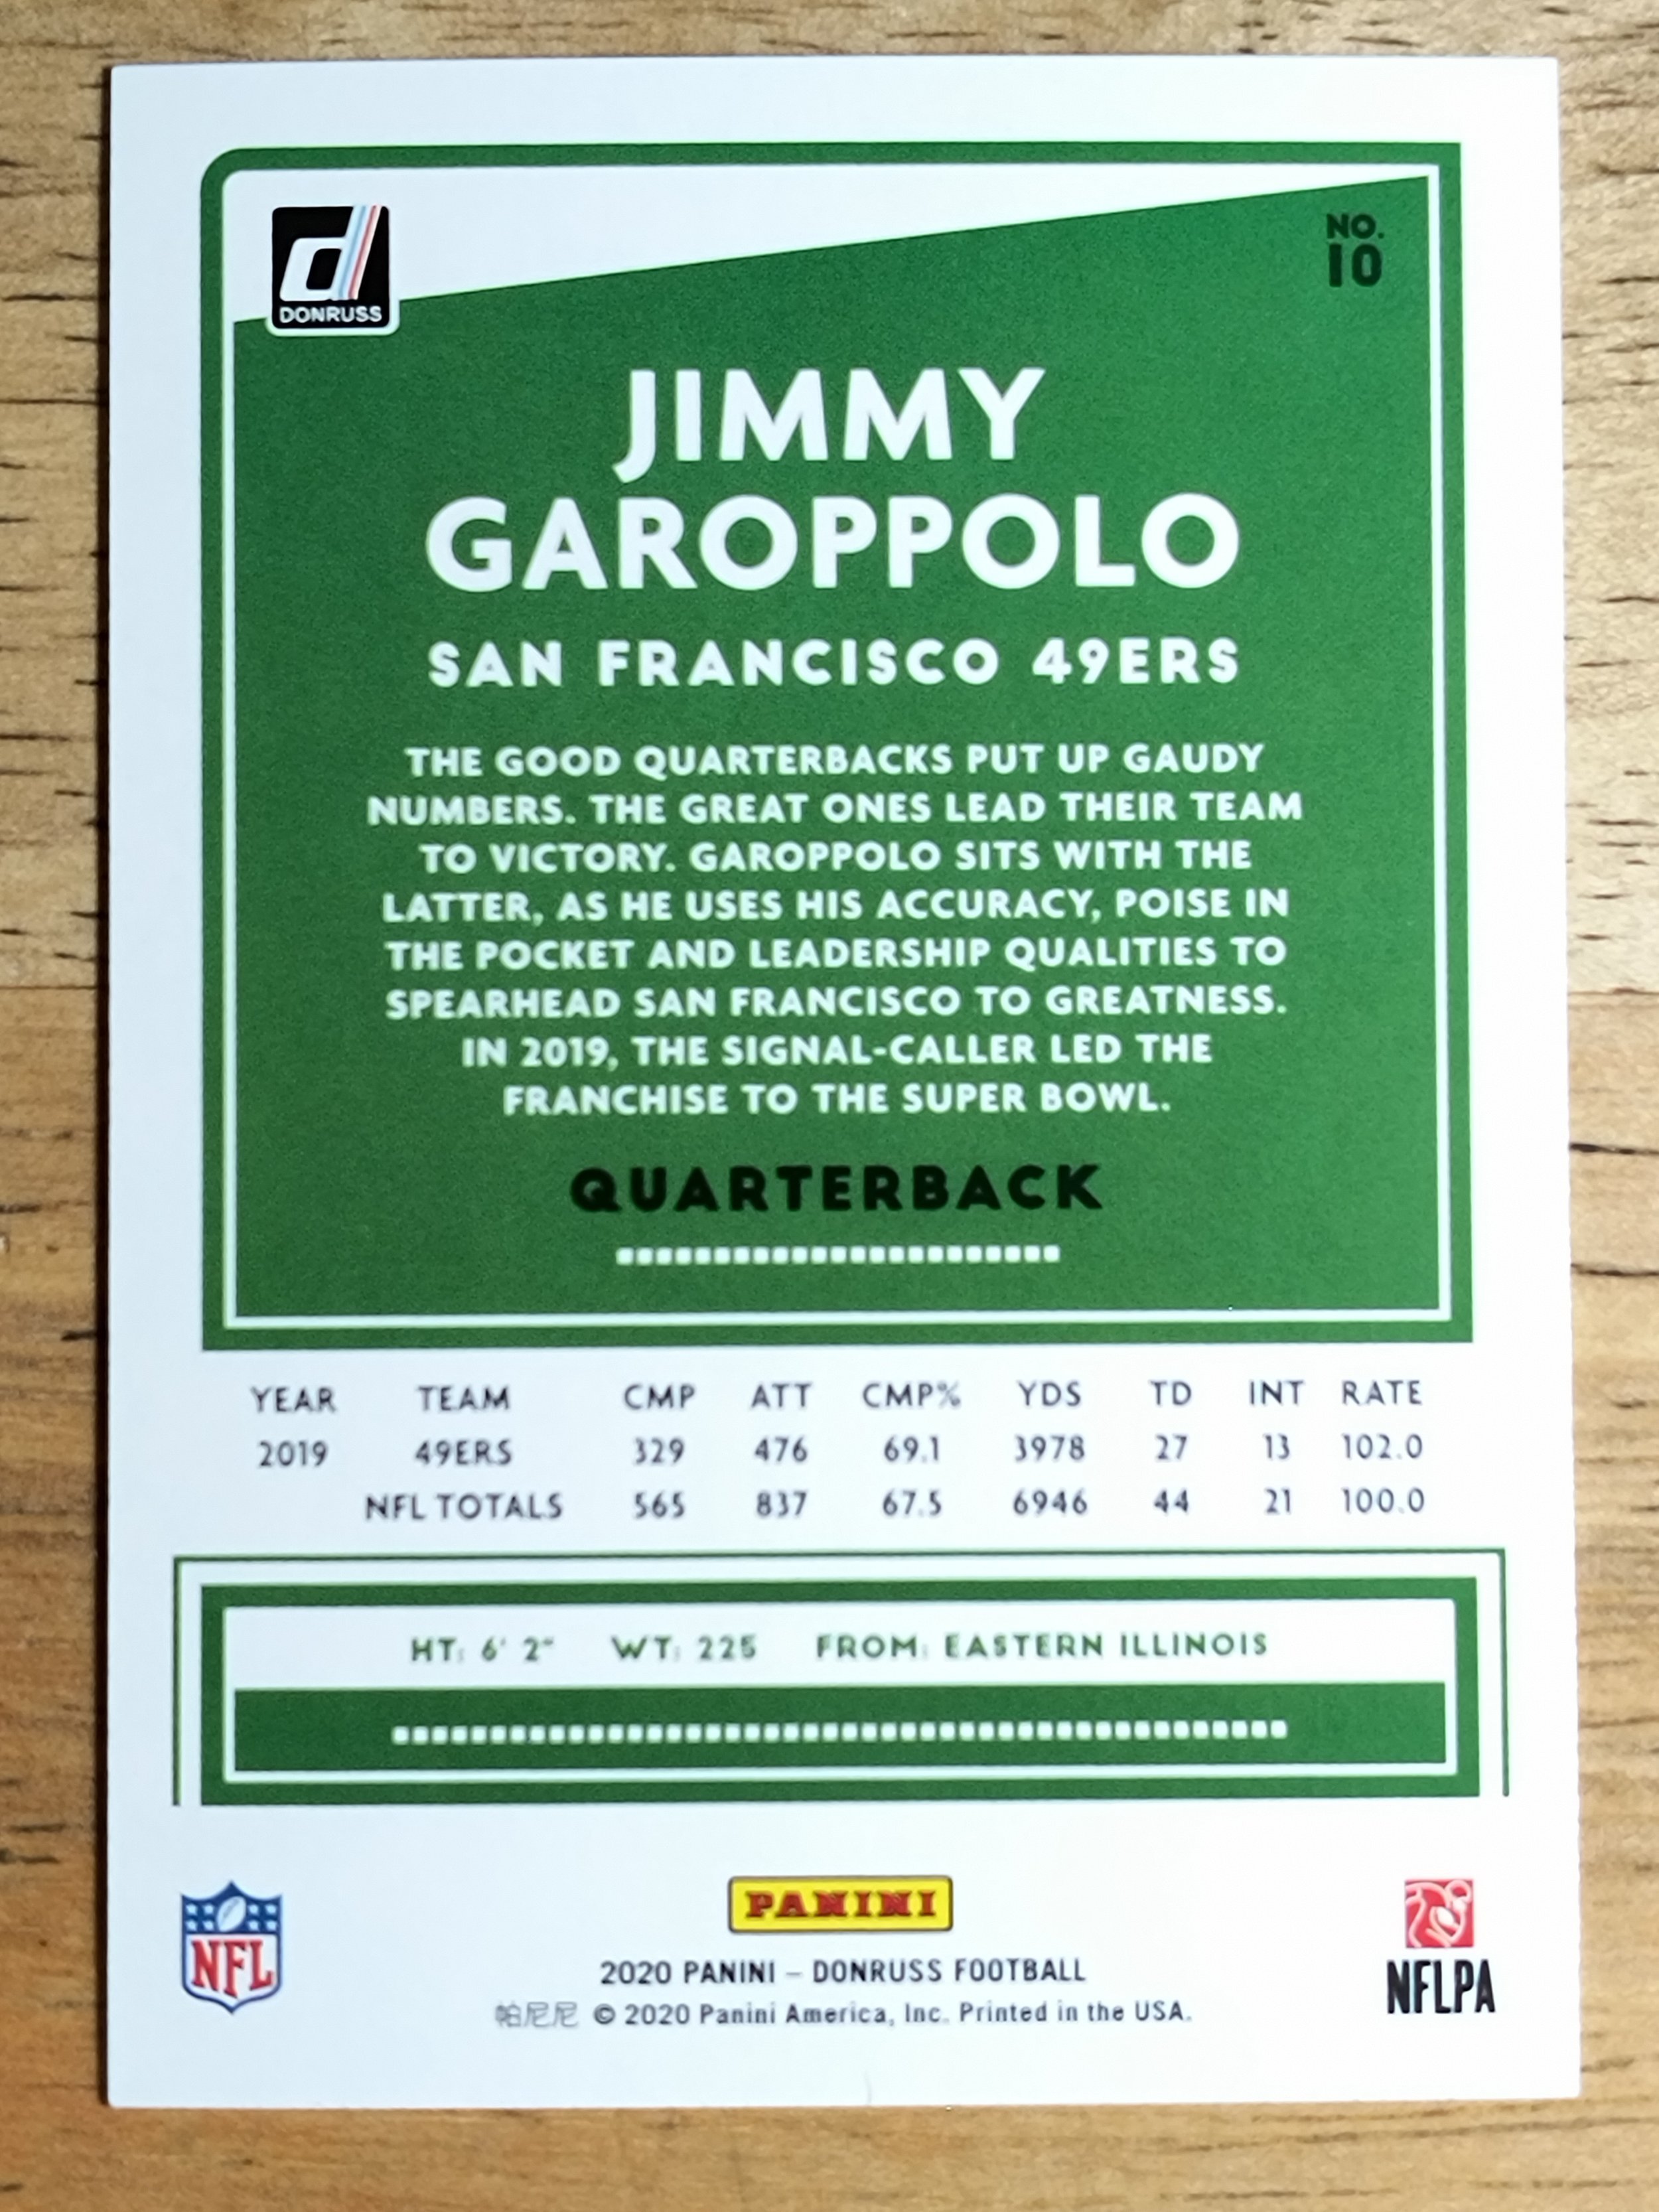 DONRUSS
NO.
10
JIMMY
GAROPPOLO
SAN FRANCISCO 49ERS
THE GOOD QUARTERBACKS PUT UP GAUDY
NUMBERS. THE GREAT ONES LEAD THEIR TEAM
TO VICTORY. GAROPPOLO SITS WITH THE
LATTER, AS HE USES HIS ACCURACY, POISE IN
THE POCKET AND LEADERSHIP QUALITIES TO
SPEARHEAD SAN FRANCISCO TO GREATNESS.
IN 2019, THE SIGNAL-CALLER LED THE
FRANCHISE TO THE SUPER BOWL.
QUARTERBACK
YEAR TEAM CMP ATT CMP% YDS TD INT RATE
2019 49ERS 329 476 69.1 3978 27 13 102.0
NFL TOTALS 565 837 67.5 6946 44 21 100.0
HT: 6' 2" WT: 225 FROM: EASTERN ILLINOIS
NFL
PANINI
NFLPA
2020 PANINI – DONRUSS FOOTBALL
帕尼尼 © 2020 Panini America, Inc. Printed in the USA.